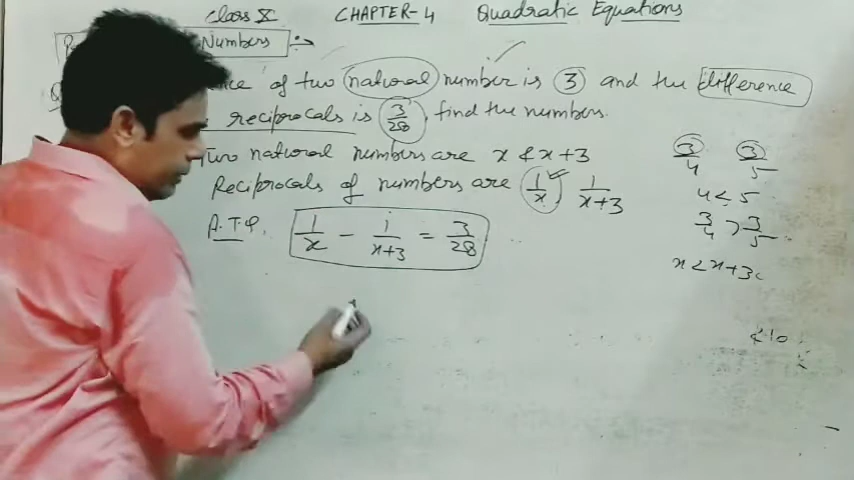 Class X CHAPTER-4 Quadratic Equations
Numbers :→
of two natural number is 3 and the difference
reciprocals is 3/28, find the numbers.
Two natural numbers are x & x+3
Reciprocals of numbers are 1/x, 1/x+3
A.T.Q. 1/x - 1/x+3 = 3/28
3/4 3/5
4 < 5
3/4 > 3/5
x < x+3